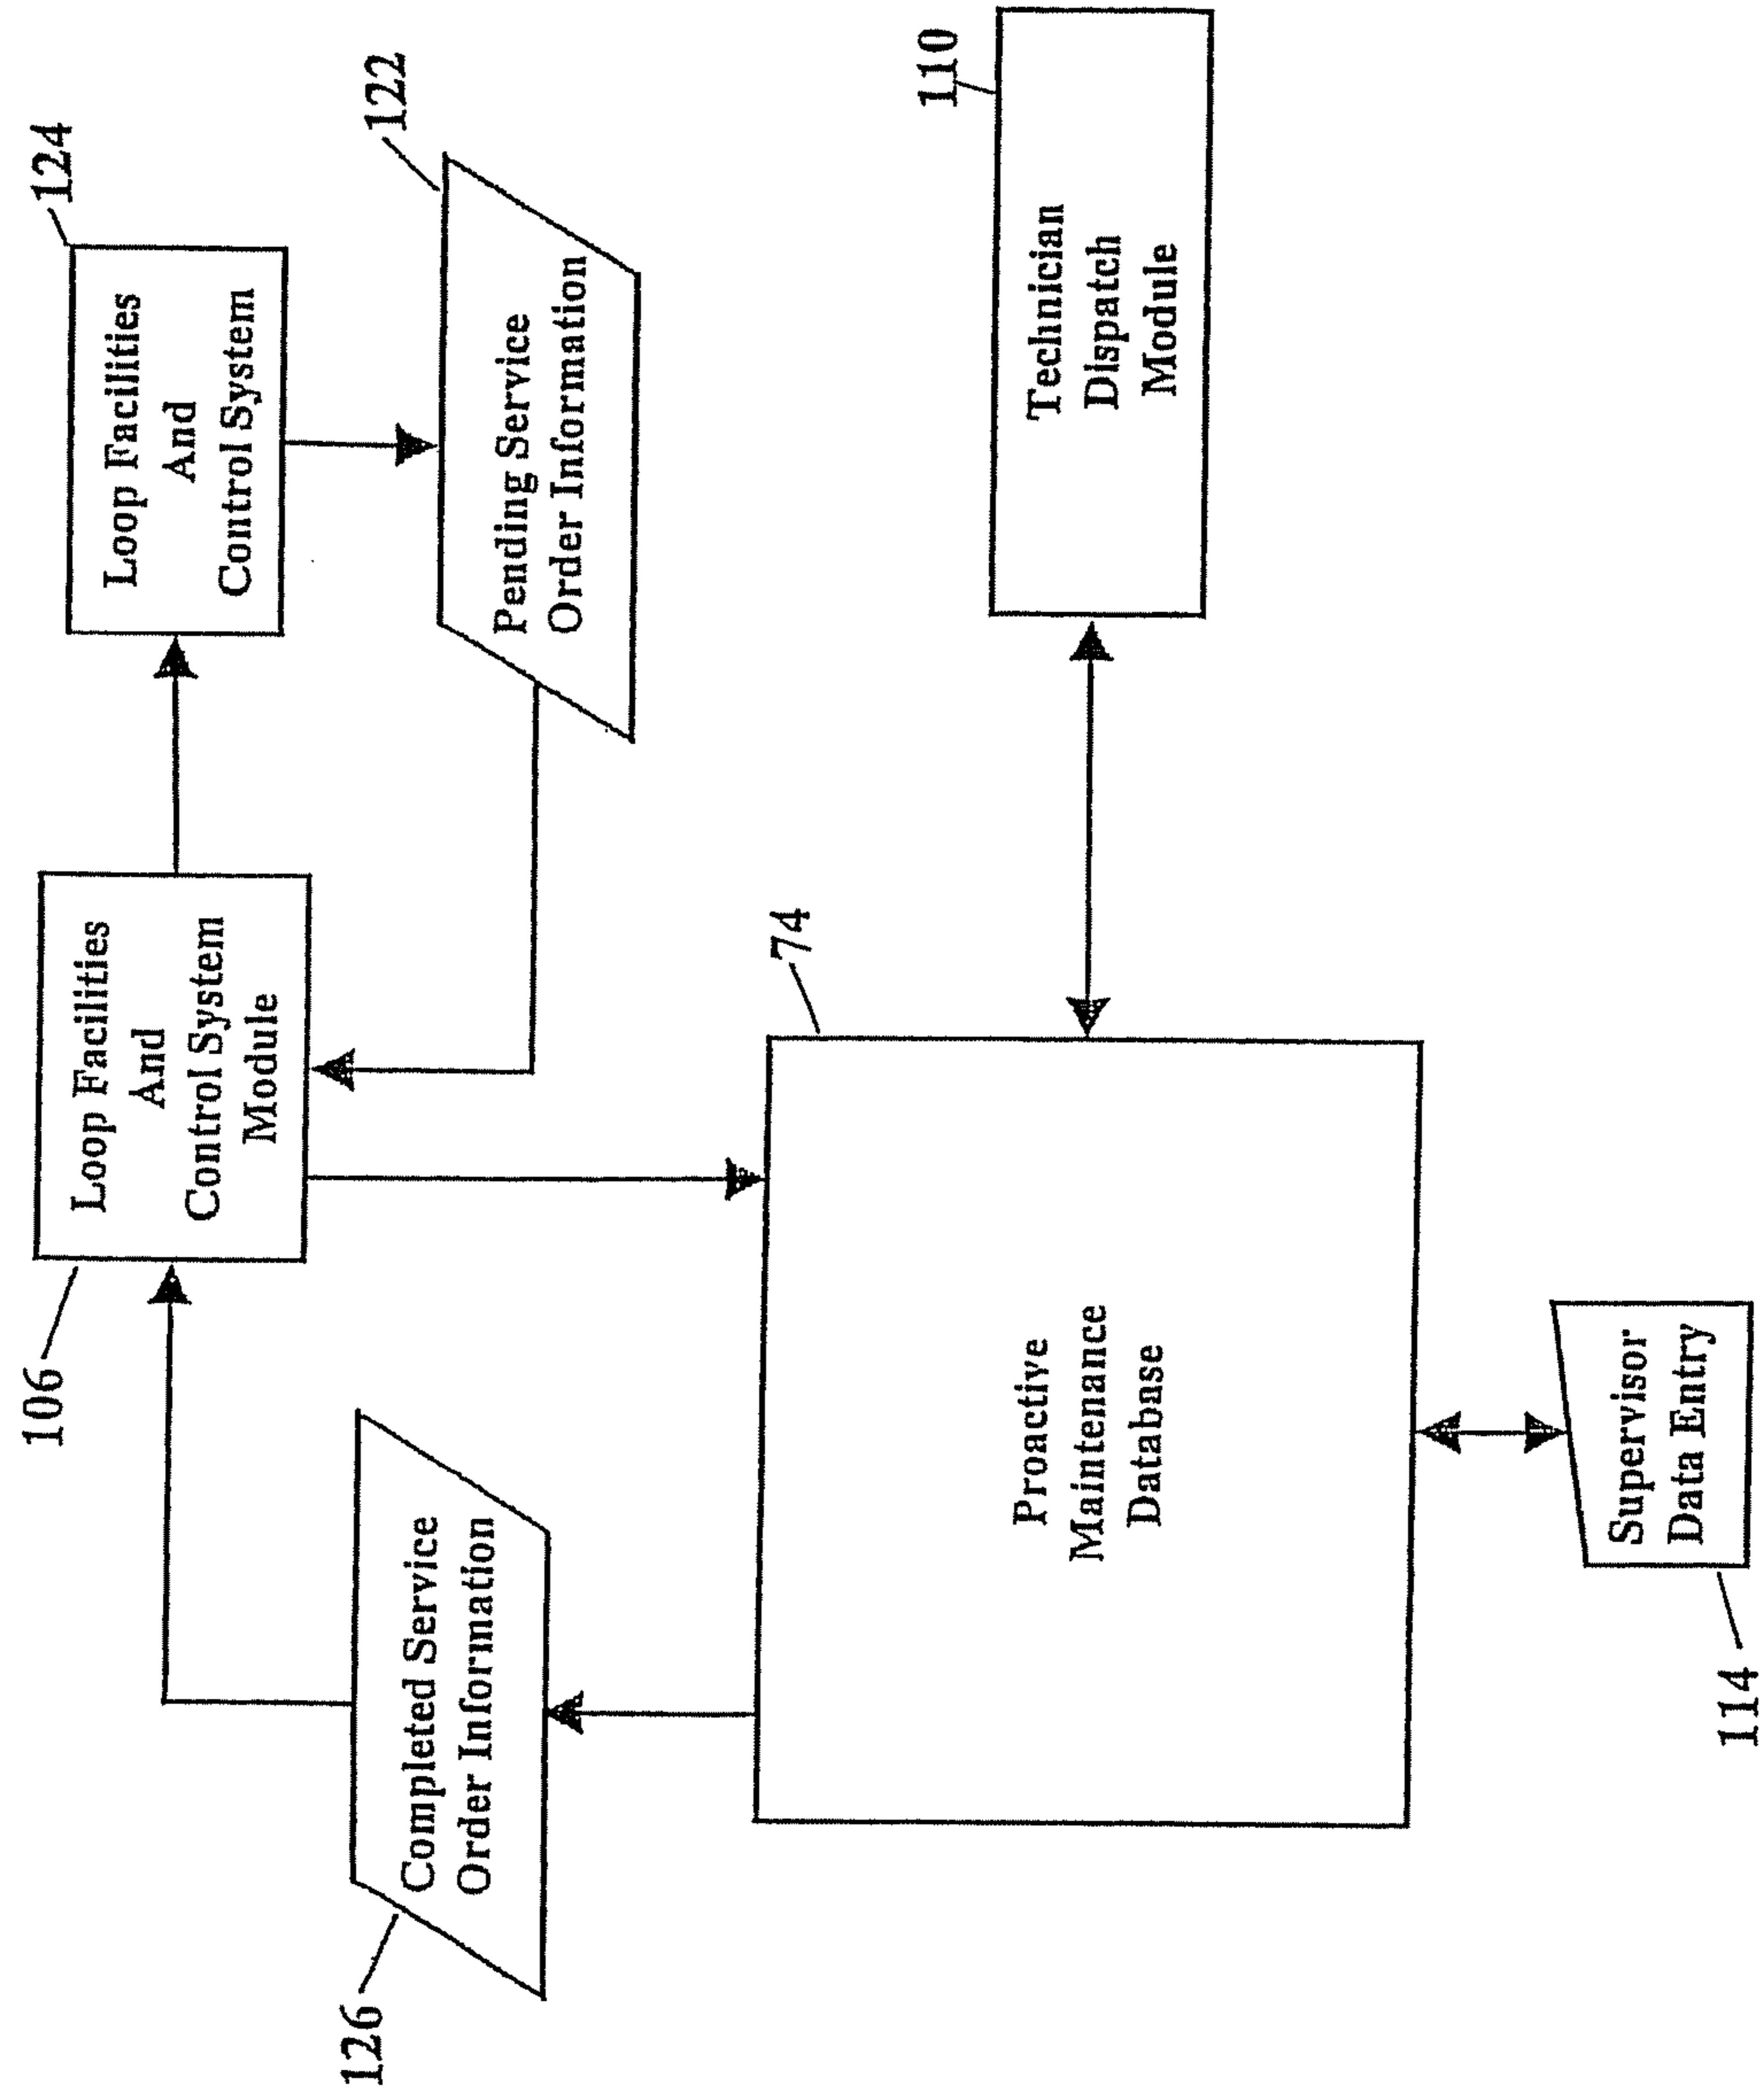 124
Loop Facilities
And
Control System
122
Pending Service
Order Information
106
Loop Facilities
And
Control System
Module
126
Completed Service
Order Information
74
Proactive
Maintenance
Database
110
Technician
Dispatch
Module
114
Supervisor
Data Entry